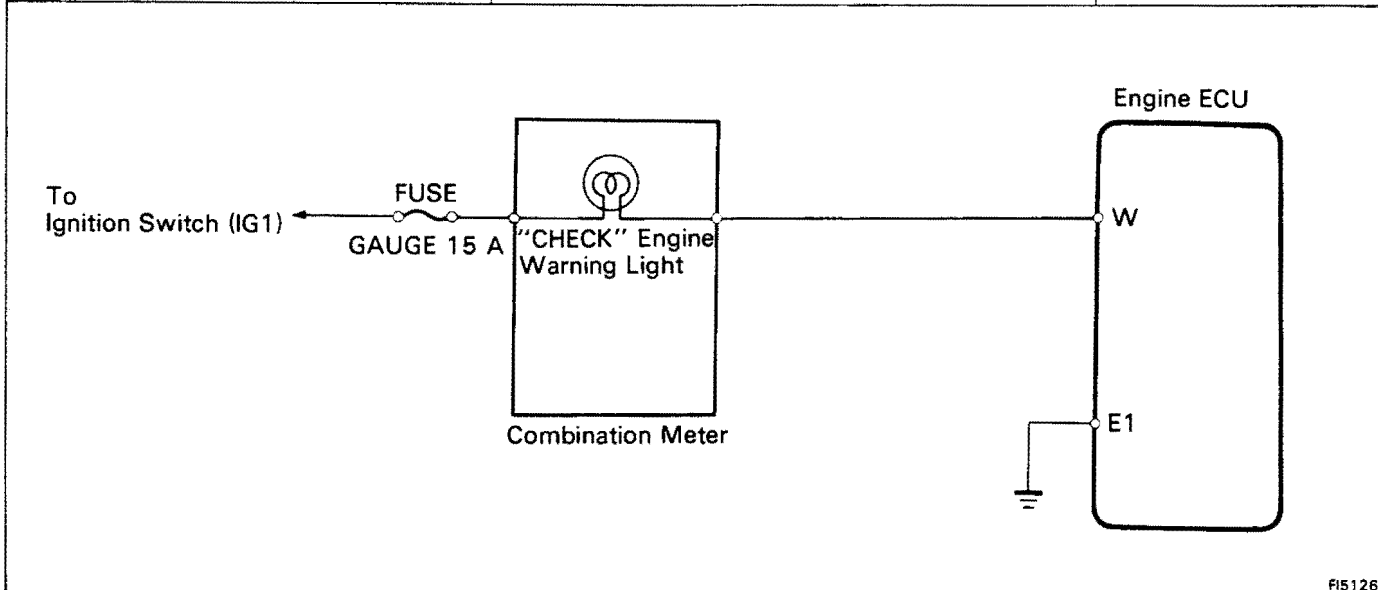 Engine ECU
To
Ignition Switch (IG1)
FUSE
GAUGE 15 A
"CHECK" Engine
Warning Light
W
E1
Combination Meter
FI5126